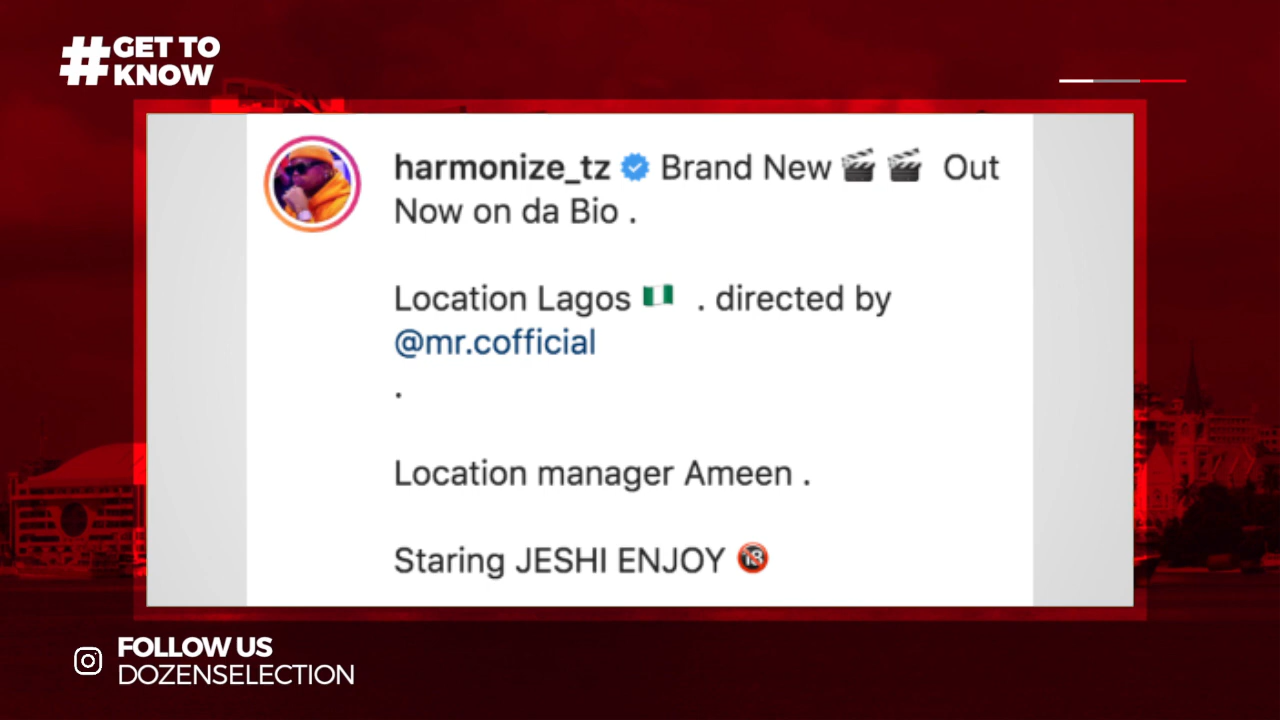 #GET TO
KNOW
harmonize_tz Brand New 🎬 🎬 Out
Now on da Bio .
Location Lagos 🇳🇬 . directed by
@mr.cofficial
.
Location manager Ameen .
Staring JESHI ENJOY 🔞
FOLLOW US
DOZENSELECTION